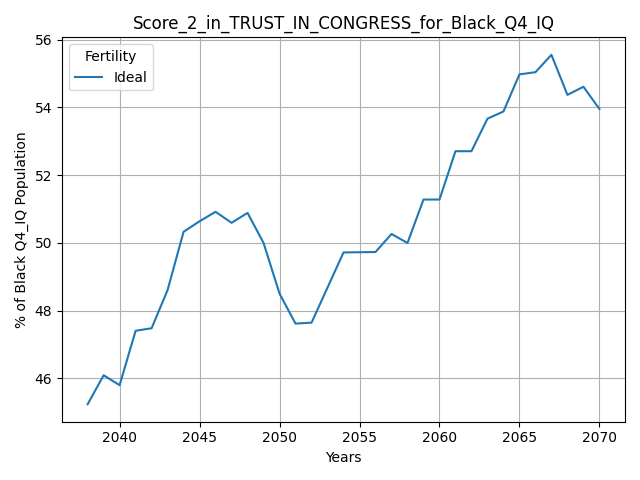 Score_2_in_TRUST_IN_CONGRESS_for_Black_Q4_IQ
Fertility
Ideal
% of Black Q4_IQ Population
56
54
52
50
48
46
2040
2045
2050
2055
2060
2065
2070
Years